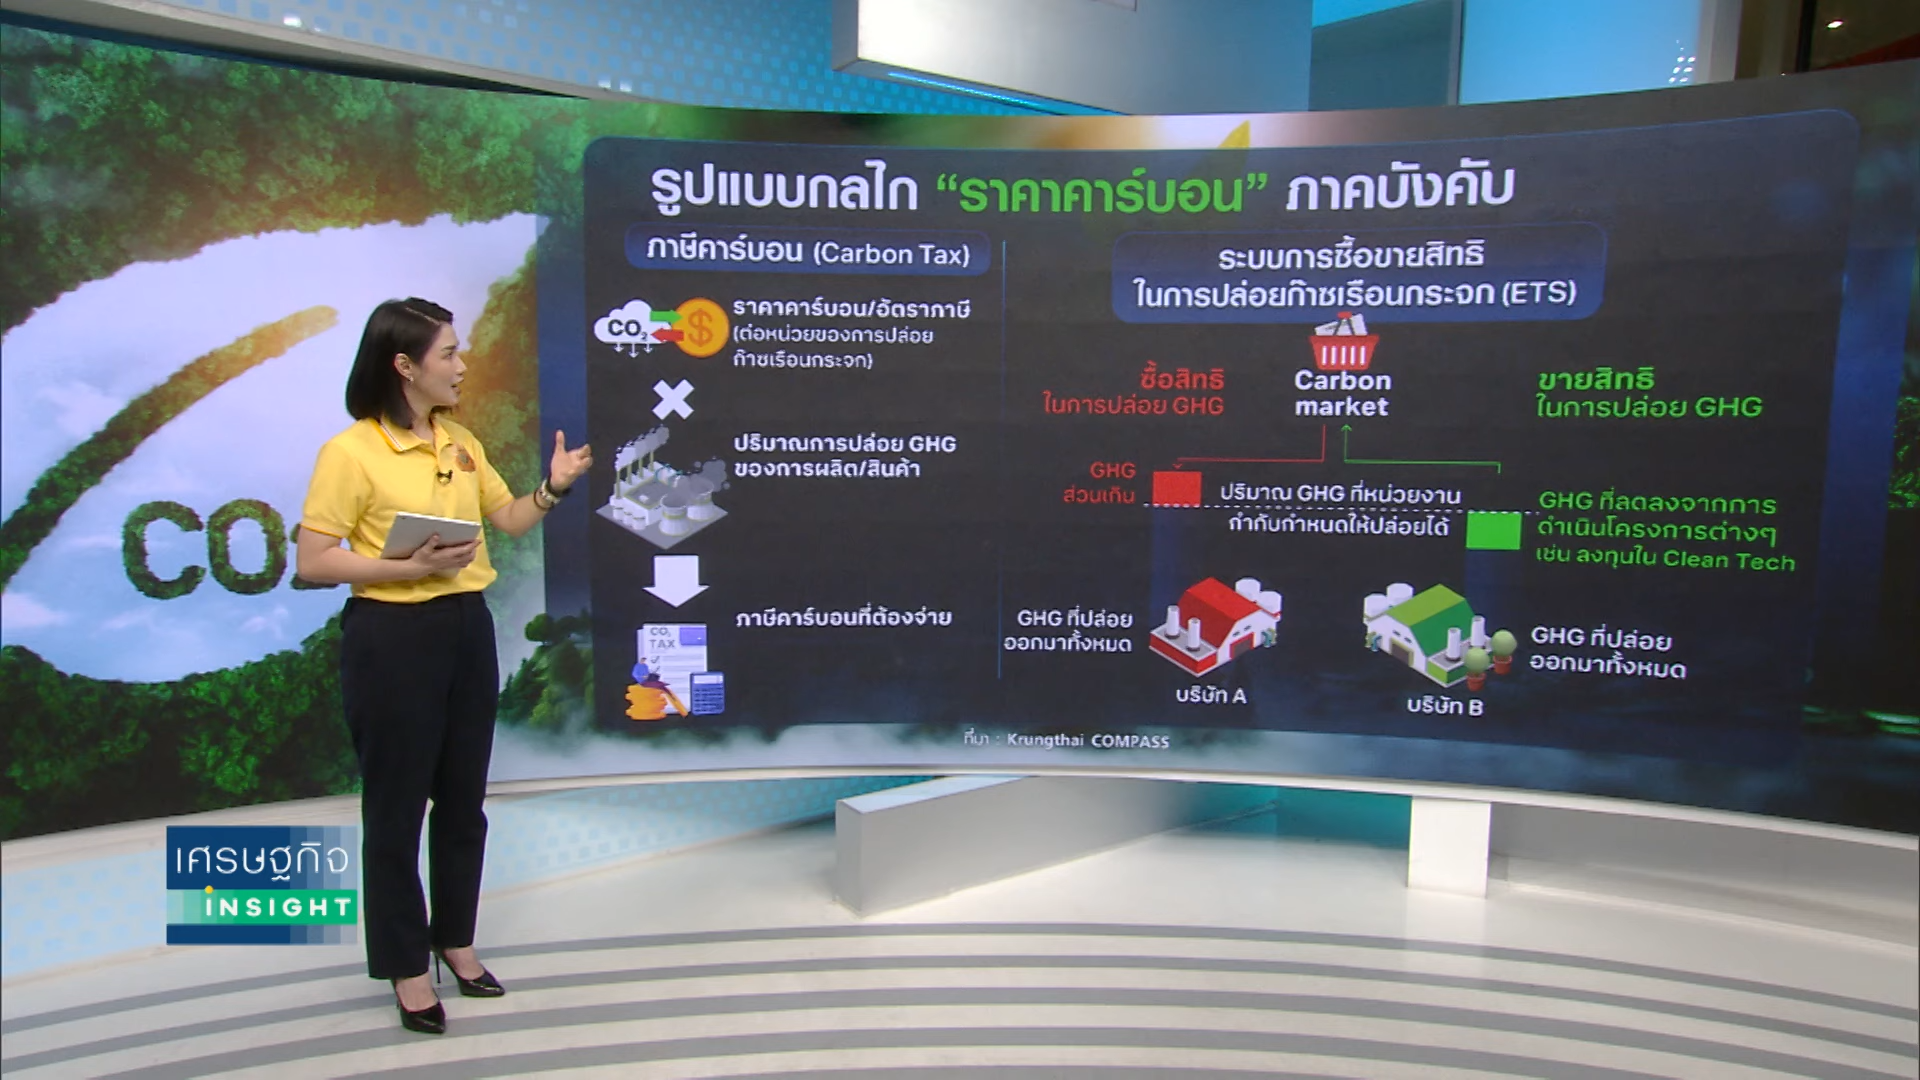 รูปแบบกลไก “ราคาคาร์บอน” ภาคบังคับ
ภาษีคาร์บอน (Carbon Tax)
CO₂
$
ราคาคาร์บอน/อัตราภาษี
(ต่อหน่วยของการปล่อย
ก๊าซเรือนกระจก)
ปริมาณการปล่อย GHG
ของการผลิต/สินค้า
ภาษีคาร์บอนที่ต้องจ่าย
CO₂
TAX
ระบบการซื้อขายสิทธิ
ในการปล่อยก๊าซเรือนกระจก (ETS)
ซื้อสิทธิ
ในการปล่อย GHG
Carbon
market
ขายสิทธิ
ในการปล่อย GHG
GHG
ส่วนเกิน
ปริมาณ GHG ที่หน่วยงาน
กำกับกำหนดให้ปล่อยได้
GHG ที่ลดลงจากการ
ดำเนินโครงการต่างๆ
เช่น ลงทุนใน Clean Tech
GHG ที่ปล่อย
ออกมาทั้งหมด
บริษัท A
บริษัท B
GHG ที่ปล่อย
ออกมาทั้งหมด
ที่มา : Krungthai COMPASS
CO₂
เศรษฐกิจ
INSIGHT